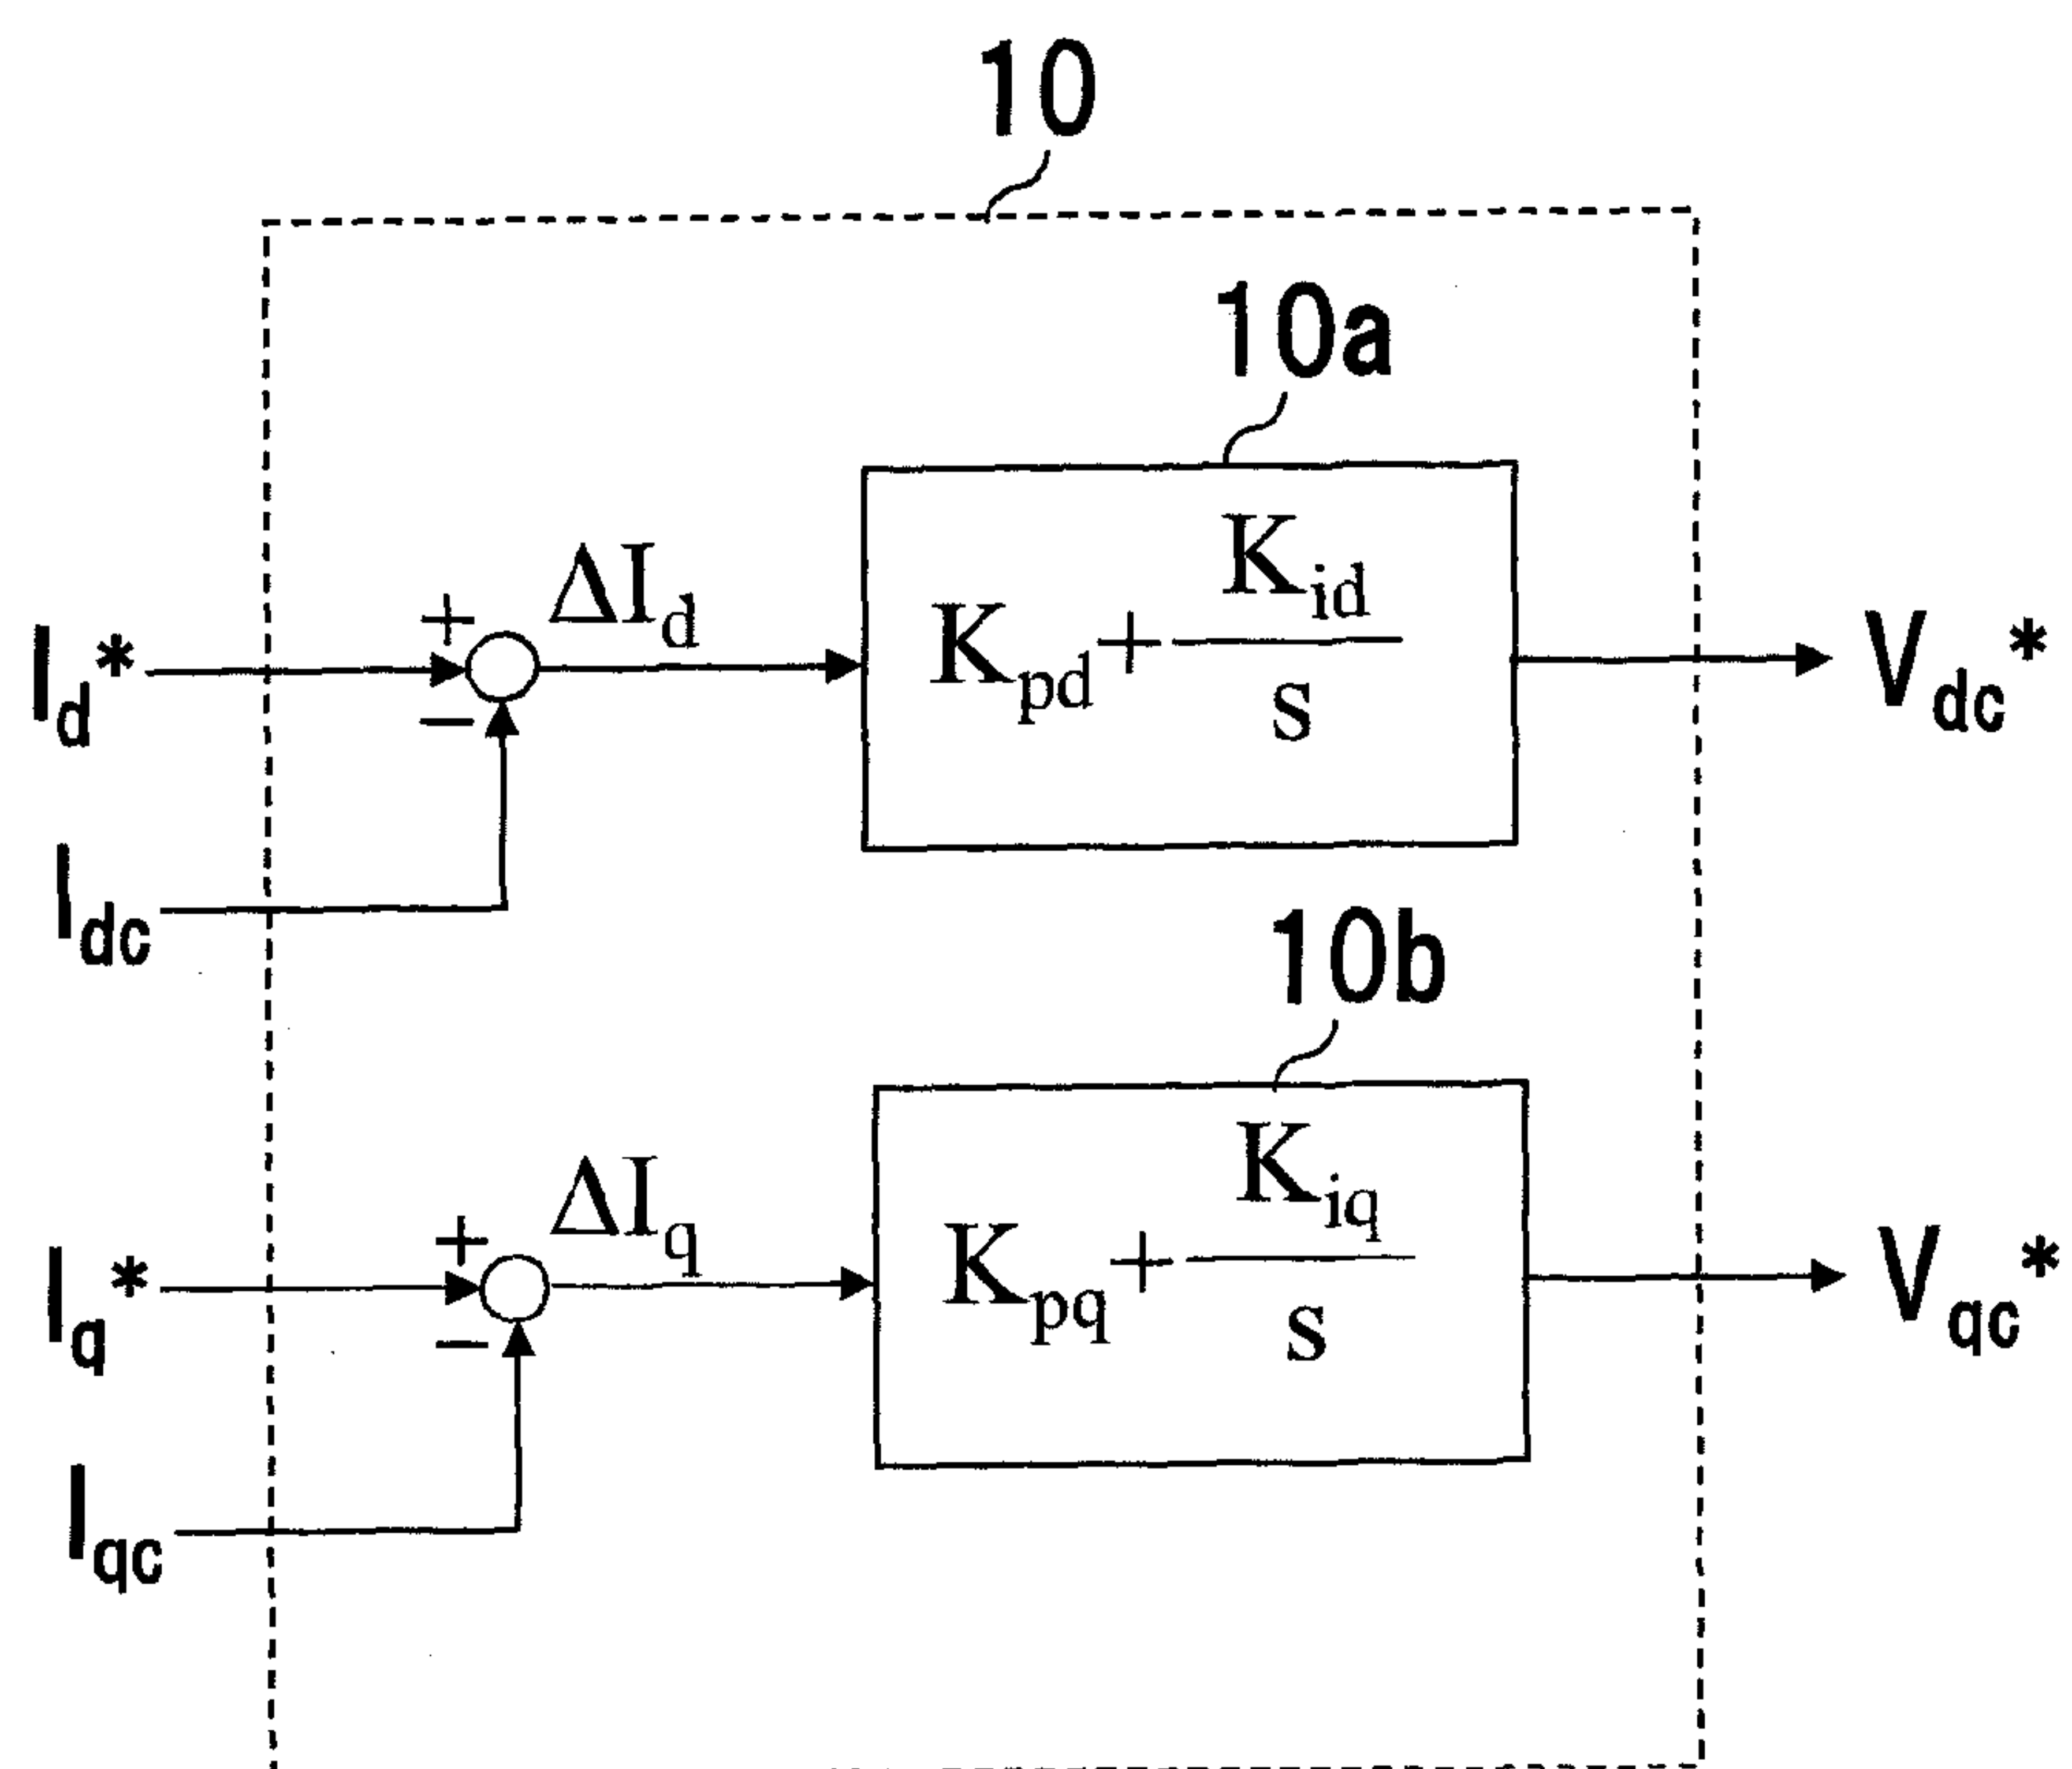 10
10a
+
ΔI_d
K_pd + K_id / s
I_d*
V_dc*
−
I_dc
10b
+
ΔI_q
K_pq + K_iq / s
I_q*
V_qc*
−
I_qc